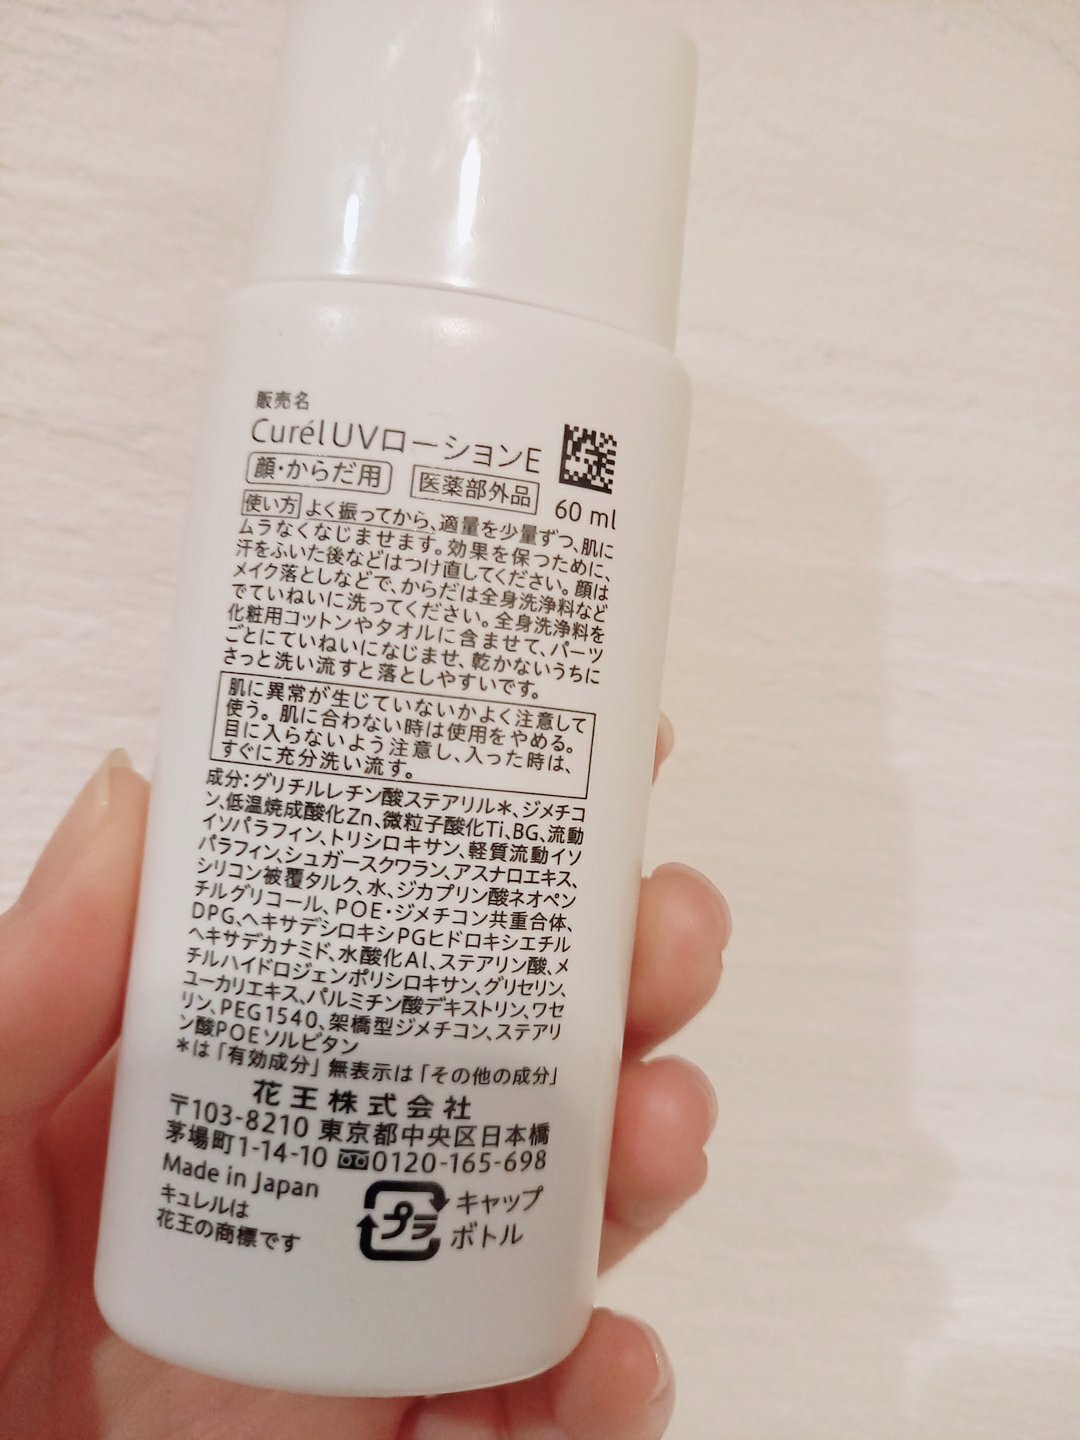 販売名
Curél UVローションE
顔・からだ用 医薬部外品 60 ml
使い方 よく振ってから、適量を少量ずつ、肌に
ムラなくなじませます。効果を保つために、
汗をふいた後などはつけ直してください。顔は
メイク落としなどで、からだは全身洗浄料など
でていねいに洗ってください。全身洗浄料を
化粧用コットンやタオルに含ませて、パーツ
ごとにていねいになじませ、乾かないうちに
さっと洗い流すと落としやすいです。
肌に異常が生じていないかよく注意して
使う。肌に合わない時は使用をやめる。
目に入らないよう注意し、入った時は、
すぐに充分洗い流す。
成分：グリチルレチン酸ステアリル＊、ジメチコ
ン、低温焼成酸化Zn、微粒子酸化Ti、BG、流動
イソパラフィン、トリシロキサン、軽質流動イソ
パラフィン、シュガースクワラン、アスナロエキス、
シリコン被覆タルク、水、ジカプリン酸ネオペン
チルグリコール、POE・ジメチコン共重合体、
DPG、ヘキサデシロキシPGヒドロキシエチル
ヘキサデカナミド、水酸化Al、ステアリン酸、メ
チルハイドロジェンポリシロキサン、グリセリン、
ユーカリエキス、パルミチン酸デキストリン、ワセ
リン、PEG1540、架橋型ジメチコン、ステアリ
ン酸POEソルビタン
＊は「有効成分」無表示は「その他の成分」
花王株式会社
〒103-8210 東京都中央区日本橋
茅場町1-14-10 0120-165-698
Made in Japan
キュレルは
花王の商標です
プラ キャップ
ボトル